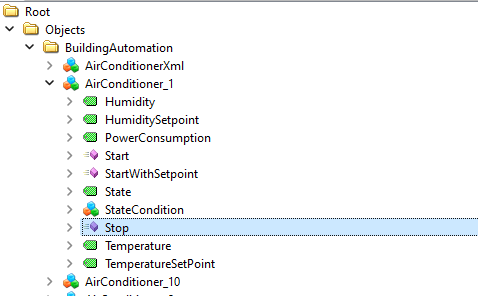 Root
Objects
BuildingAutomation
AirConditionerXml
AirConditioner_1
Humidity
HumiditySetpoint
PowerConsumption
Start
StartWithSetpoint
State
StateCondition
Stop
Temperature
TemperatureSetPoint
AirConditioner_10